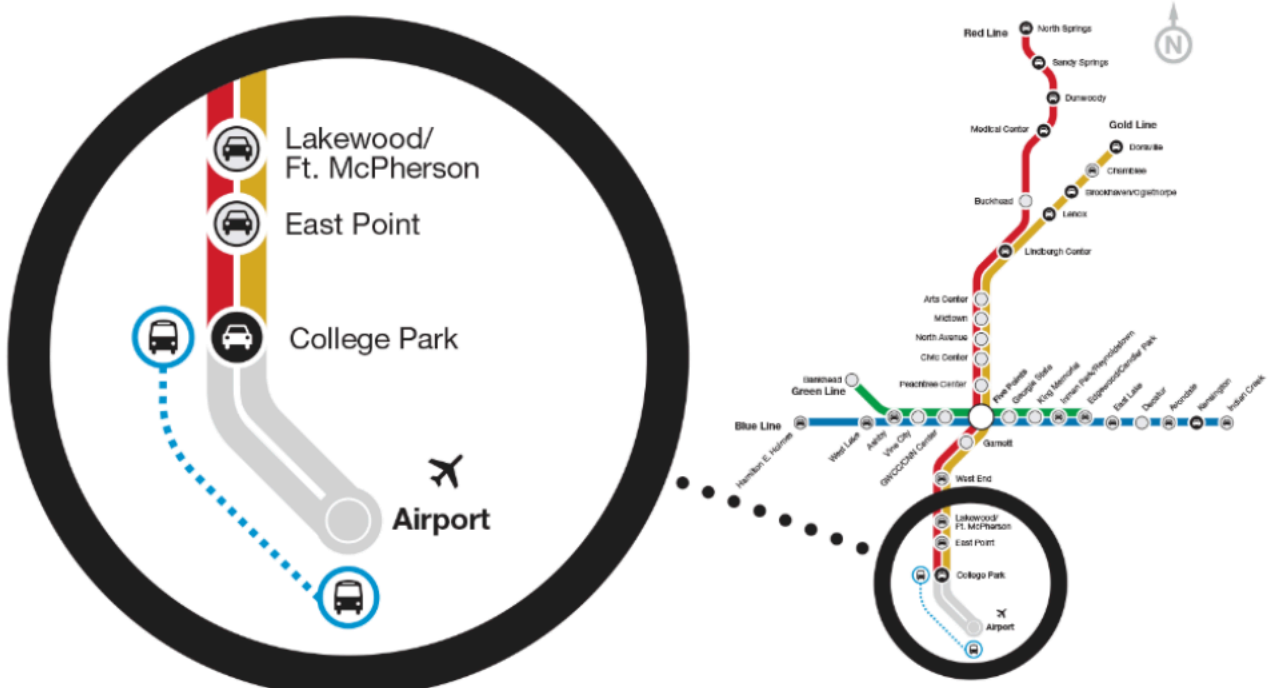 Lakewood/
Ft. McPherson
East Point
College Park
Airport
N
Red Line
North Springs
Sandy Springs
Dunwoody
Medical Center
Gold Line
Doraville
Chamblee
Brookhaven/Oglethorpe
Buckhead
Lenox
Lindbergh Center
Arts Center
Midtown
North Avenue
Civic Center
Peachtree Center
Bankhead
Green Line
Blue Line
Hamilton E. Holmes
West Lake
Ashby
Vine City
GWCC/CNN Center
Five Points
Georgia State
King Memorial
Inman Park/Reynoldstown
Edgewood/Candler Park
East Lake
Decatur
Avondale
Kensington
Indian Creek
Garnett
West End
Lakewood/
Ft. McPherson
East Point
College Park
Airport